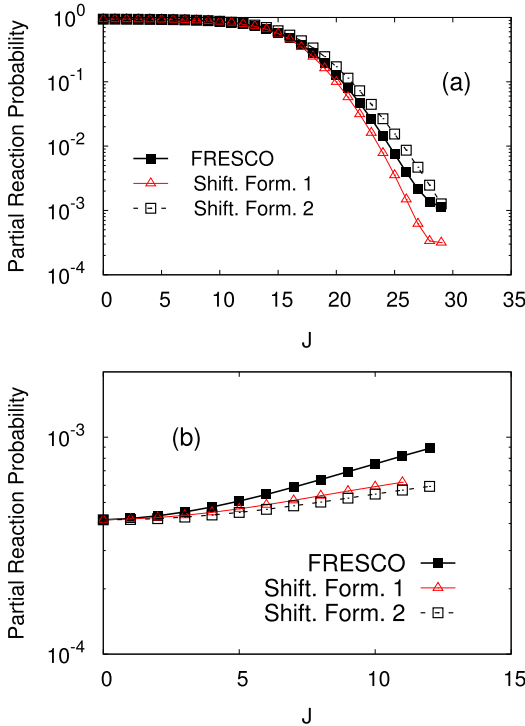 10^0
10^-1
10^-2
10^-3
10^-4
Partial Reaction Probability
(a)
FRESCO
Shift. Form. 1
Shift. Form. 2
0 5 10 15 20 25 30 35
J
10^-3
10^-4
Partial Reaction Probability
(b)
FRESCO
Shift. Form. 1
Shift. Form. 2
0 5 10 15
J